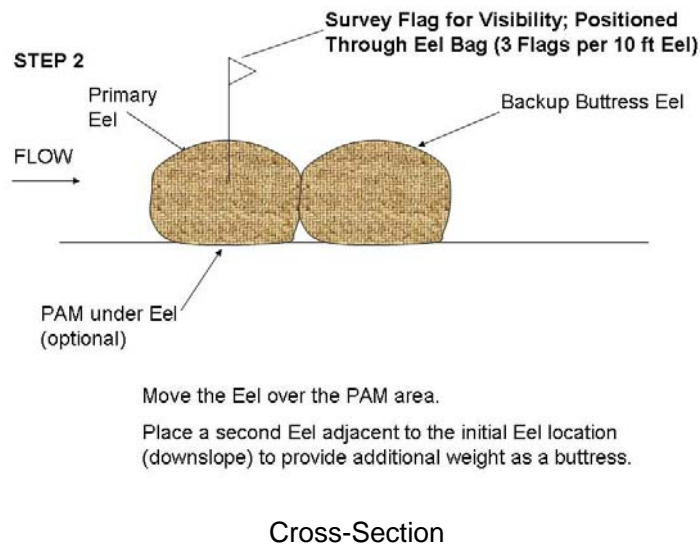 Survey Flag for Visibility; Positioned
Through Eel Bag (3 Flags per 10 ft Eel)
STEP 2
Primary
Eel
Backup Buttress Eel
FLOW
PAM under Eel
(optional)
Move the Eel over the PAM area.
Place a second Eel adjacent to the initial Eel location
(downslope) to provide additional weight as a buttress.
Cross-Section